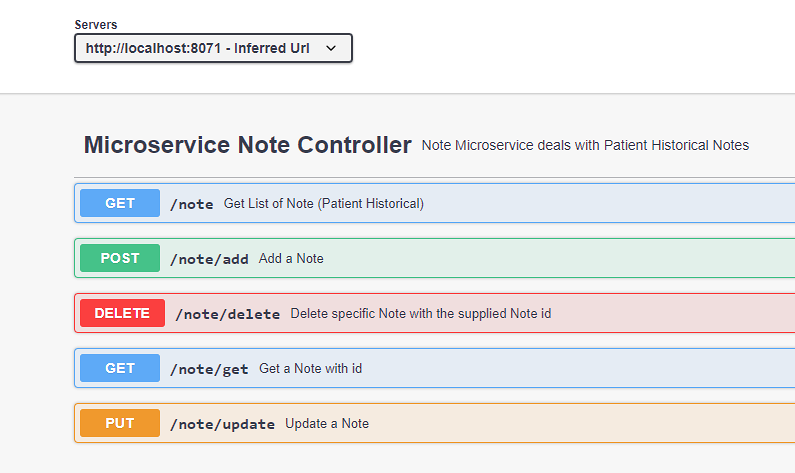 Servers
http://localhost:8071 - Inferred Url
Microservice Note Controller Note Microservice deals with Patient Historical Notes
GET /note Get List of Note (Patient Historical)
POST /note/add Add a Note
DELETE /note/delete Delete specific Note with the supplied Note id
GET /note/get Get a Note with id
PUT /note/update Update a Note